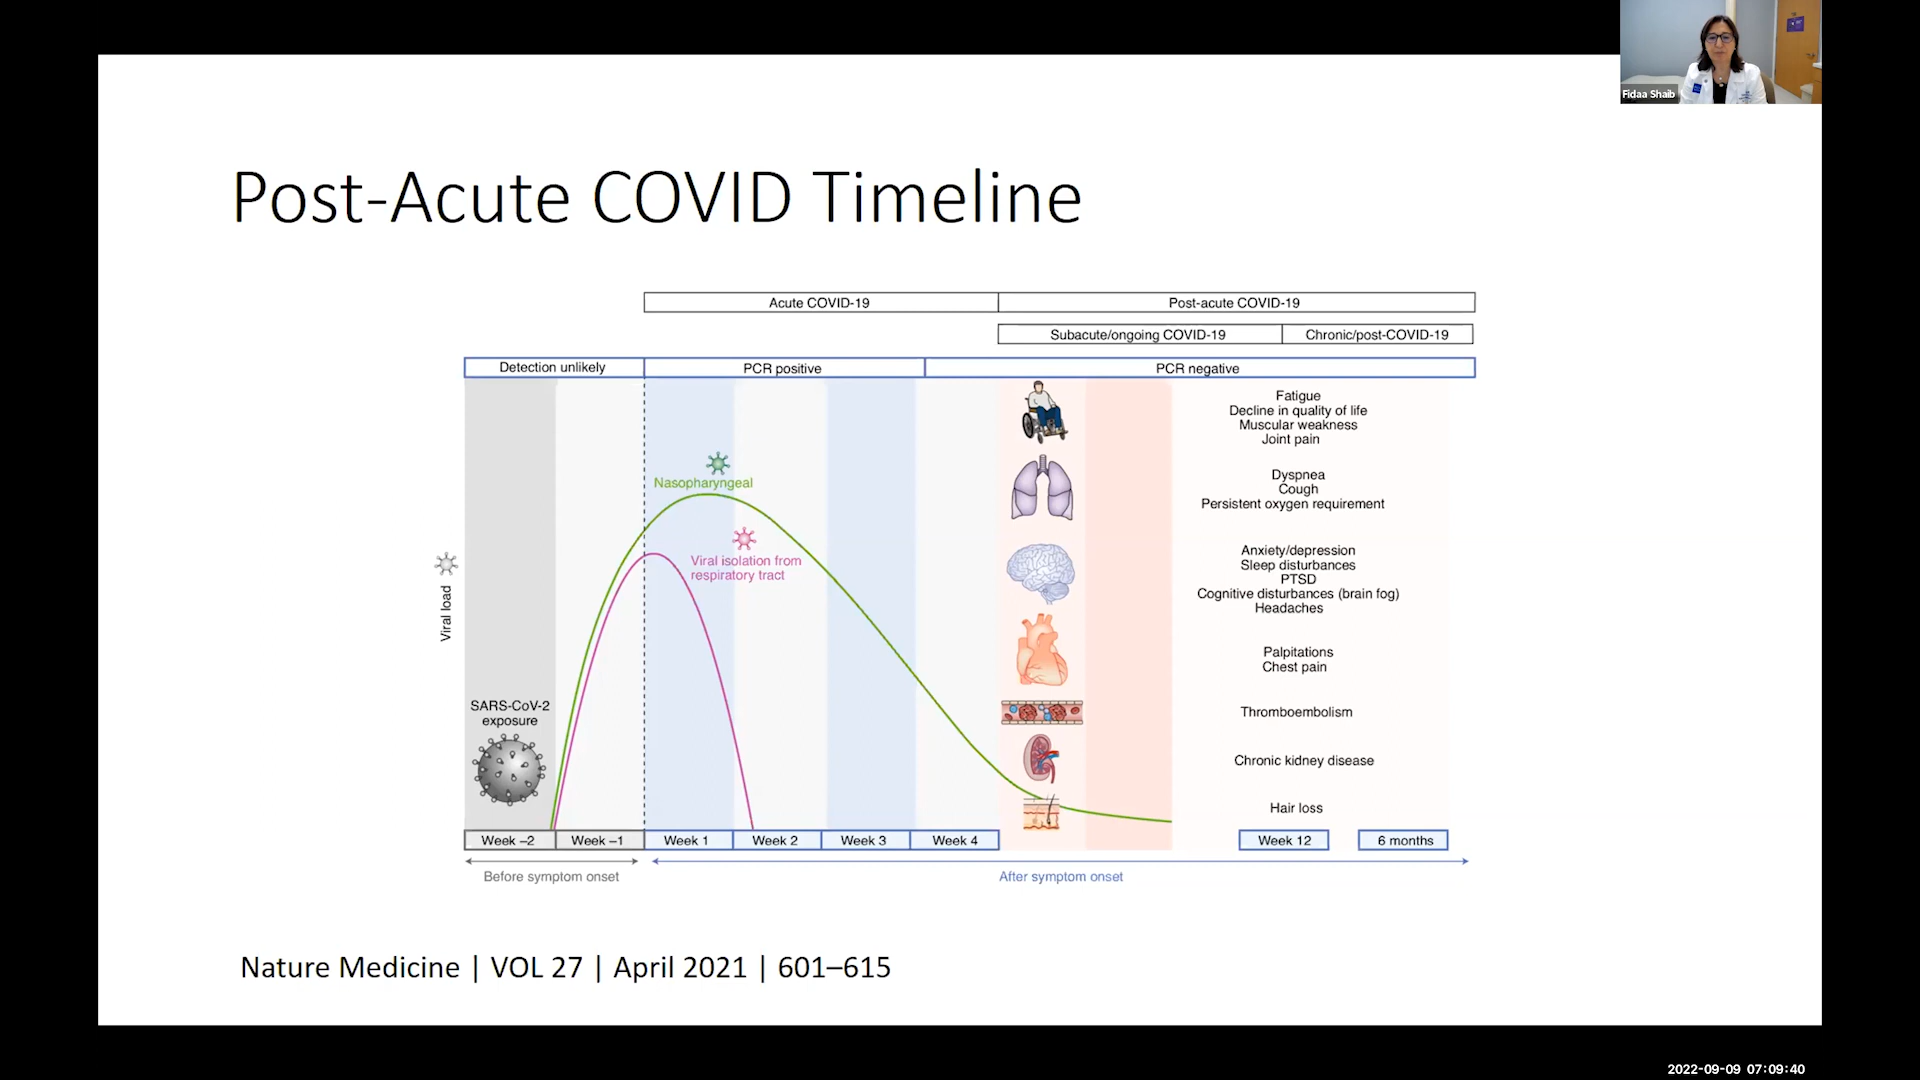 Fidaa Shaib
Post-Acute COVID Timeline
Acute COVID-19
Post-acute COVID-19
Subacute/ongoing COVID-19
Chronic/post-COVID-19
Detection unlikely
PCR positive
PCR negative
Fatigue
Decline in quality of life
Muscular weakness
Joint pain
Nasopharyngeal
Dyspnea
Cough
Persistent oxygen requirement
Viral isolation from
respiratory tract
Anxiety/depression
Sleep disturbances
PTSD
Cognitive disturbances (brain fog)
Headaches
Viral load
Palpitations
Chest pain
SARS-CoV-2
exposure
Thromboembolism
Chronic kidney disease
Hair loss
Week –2
Week –1
Week 1
Week 2
Week 3
Week 4
Week 12
6 months
Before symptom onset
After symptom onset
Nature Medicine | VOL 27 | April 2021 | 601–615
2022-09-09 07:09:40